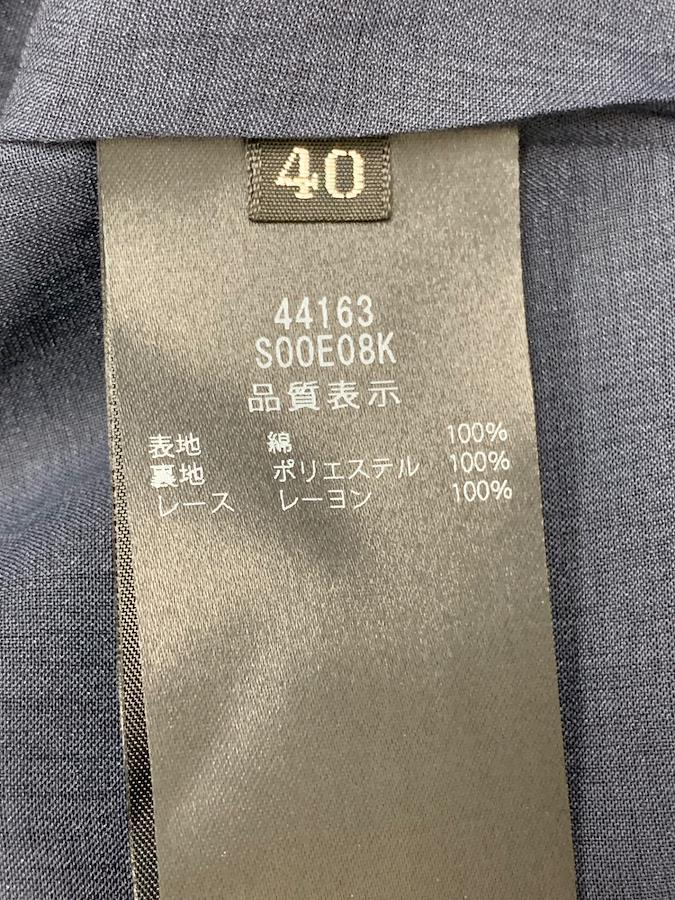 40
44163
S00E08K
品質表示
表地 綿 100%
裏地 ポリエステル 100%
レース レーヨン 100%